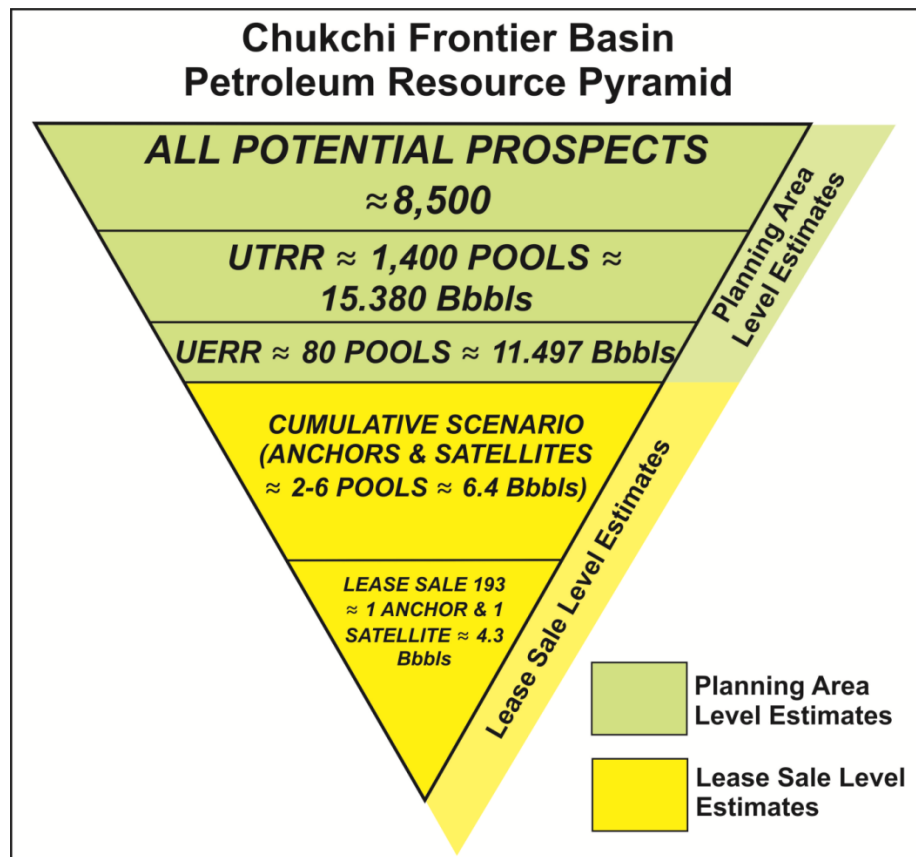 Chukchi Frontier Basin
Petroleum Resource Pyramid
ALL POTENTIAL PROSPECTS
≈8,500
UTRR ≈ 1,400 POOLS ≈
15.380 Bbbls
UERR ≈ 80 POOLS ≈ 11.497 Bbbls
CUMULATIVE SCENARIO
(ANCHORS & SATELLITES
≈ 2-6 POOLS ≈ 6.4 Bbbls)
LEASE SALE 193
≈ 1 ANCHOR & 1
SATELLITE ≈ 4.3
Bbbls
Planning Area
Level Estimates
Lease Sale Level Estimates
Planning Area
Level Estimates
Lease Sale Level
Estimates